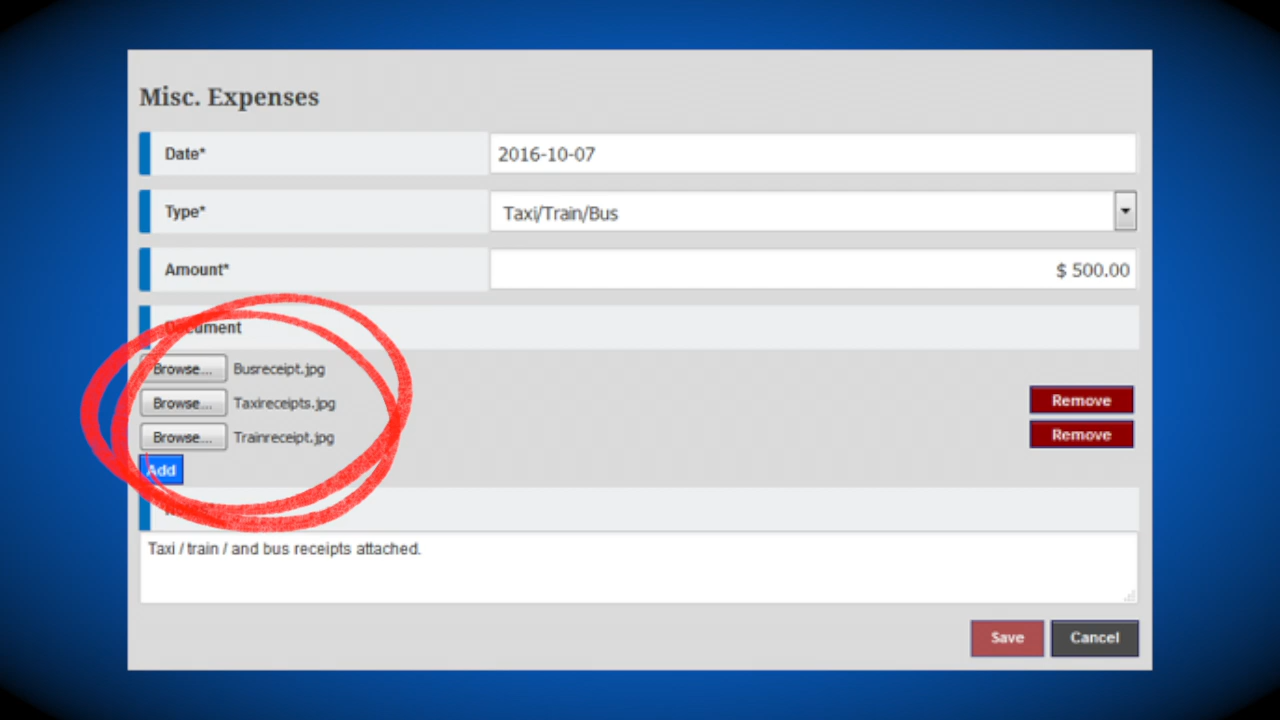 Misc. Expenses
Date* 2016-10-07
Type* Taxi/Train/Bus
Amount* $ 500.00
Document
Browse... Busreceipt.jpg
Browse... Taxireceipts.jpg Remove
Browse... Trainreceipt.jpg Remove
Add
Taxi / train / and bus receipts attached.
Save Cancel